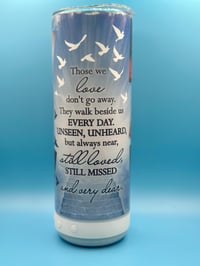 Those we
love
don't go away.
They walk beside us
EVERY DAY.
UNSEEN, UNHEARD,
but always near,
still loved,
STILL MISSED
and very dear.